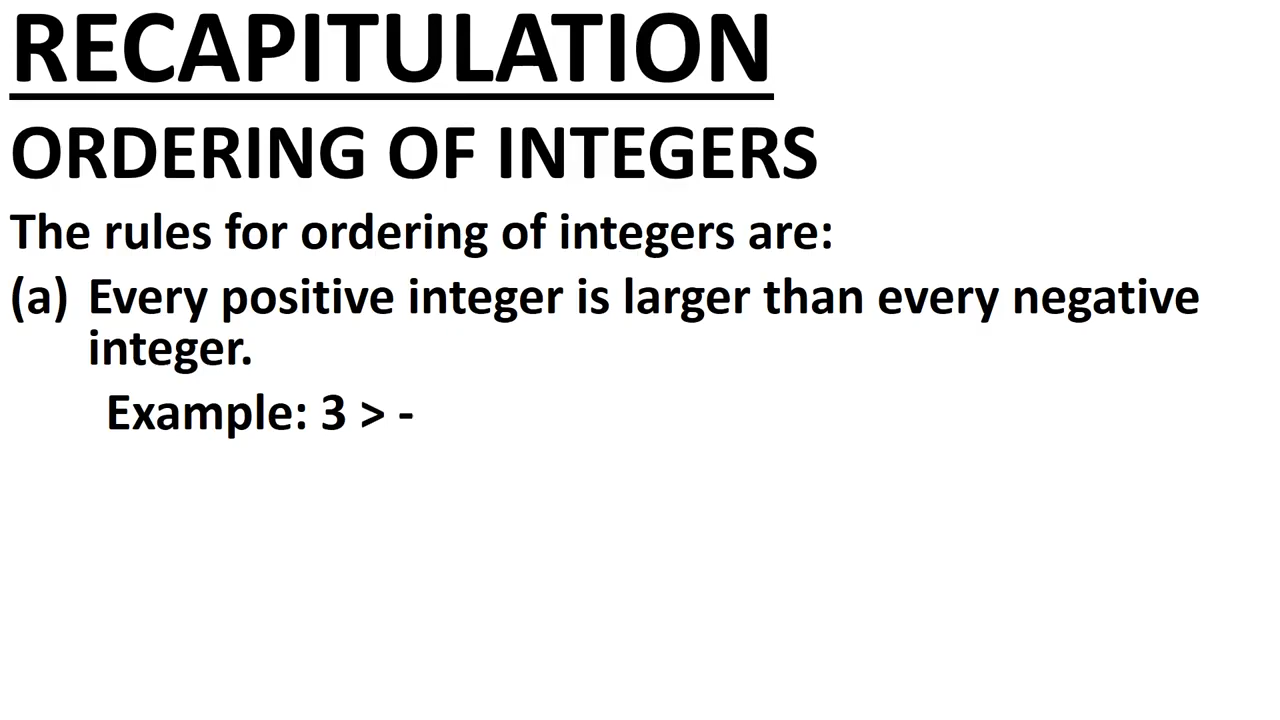 RECAPITULATION
ORDERING OF INTEGERS
The rules for ordering of integers are:
(a) Every positive integer is larger than every negative
integer.
Example: 3 > -